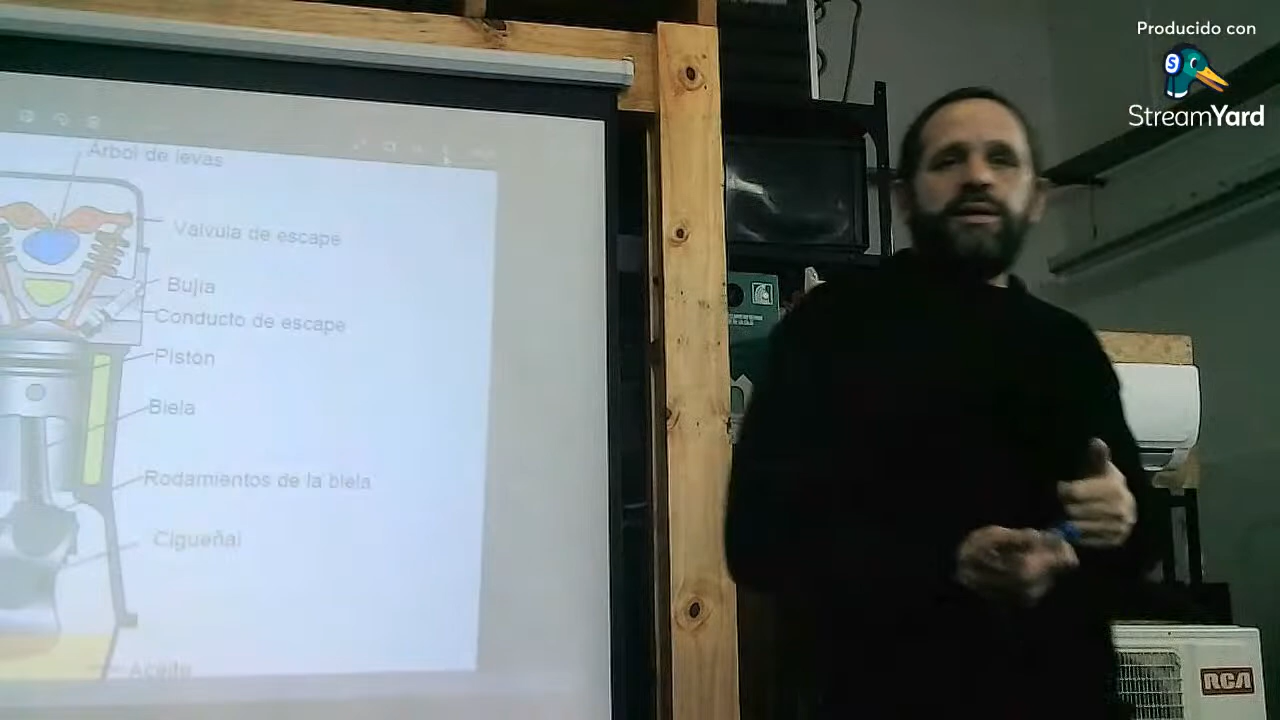 Producido con
StreamYard
Árbol de levas
Valvula de escape
Bujía
Conducto de escape
Pistón
Biela
Rodamientos de la biela
Cigueñal
Aceite
RCA